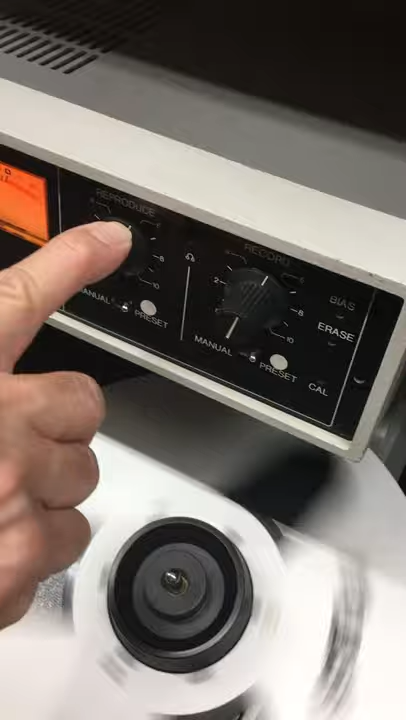 REPRODUCE
8
10
MANUAL
PRESET
RECORD
2
8
10
MANUAL
PRESET
BIAS
ERASE
CAL